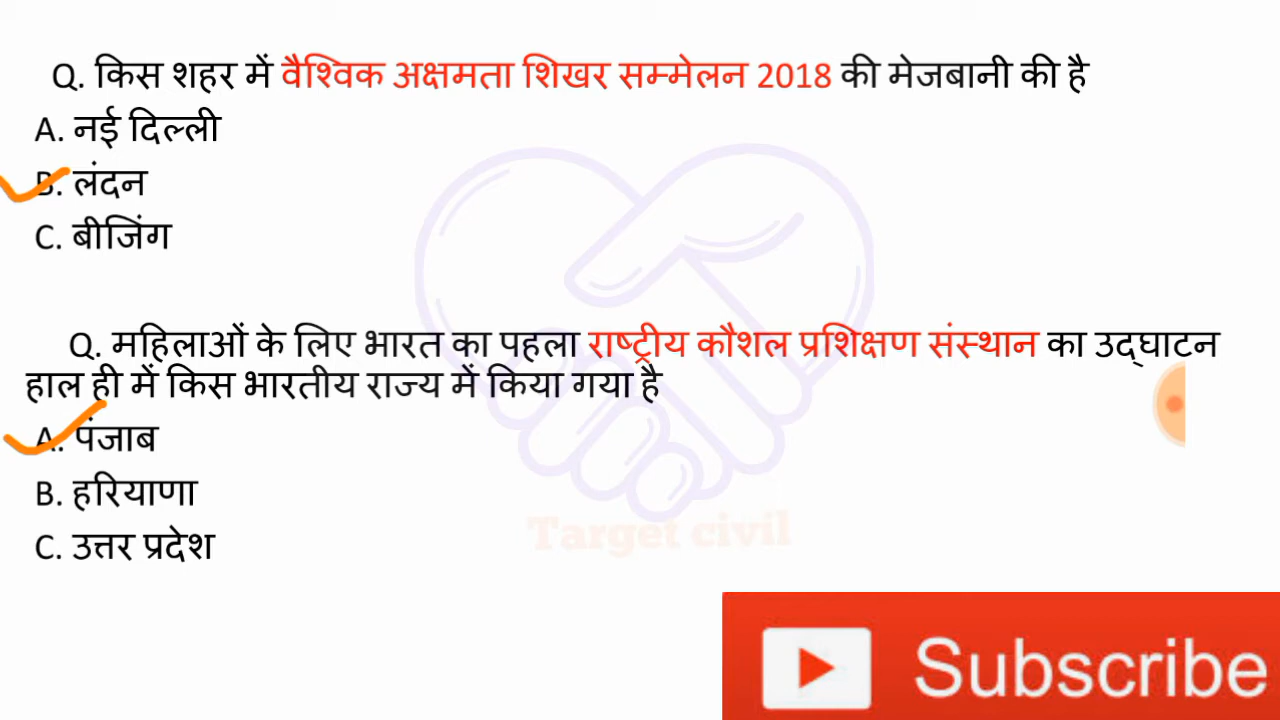 Q. किस शहर में वैश्विक अक्षमता शिखर सम्मेलन 2018 की मेजबानी की है
A. नई दिल्ली
B. लंदन
C. बीजिंग
Q. महिलाओं के लिए भारत का पहला राष्ट्रीय कौशल प्रशिक्षण संस्थान का उद्घाटन
हाल ही में किस भारतीय राज्य में किया गया है
A. पंजाब
B. हरियाणा
C. उत्तर प्रदेश
Target civil
Subscribe